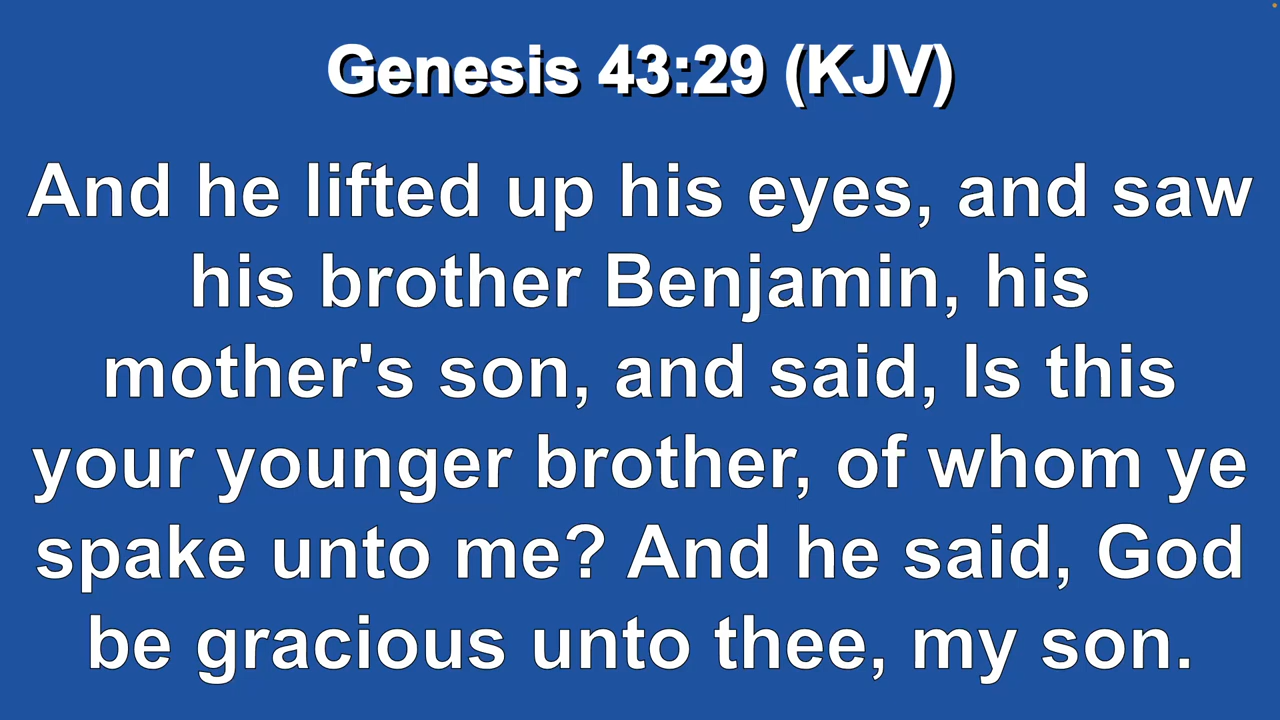 Genesis 43:29 (KJV)
And he lifted up his eyes, and saw
his brother Benjamin, his
mother's son, and said, Is this
your younger brother, of whom ye
spake unto me? And he said, God
be gracious unto thee, my son.